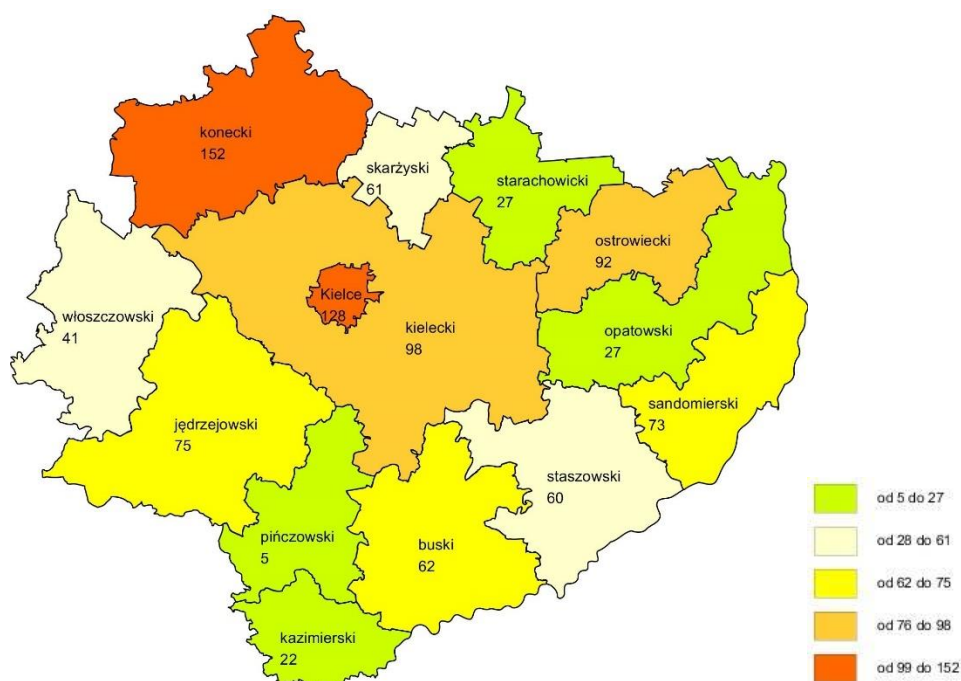 konecki
152
skarżyski
61
starachowicki
27
ostrowiecki
92
Kielce
128
włoszczowski
41
kielecki
98
opatowski
27
sandomierski
73
jędrzejowski
75
staszowski
60
pińczowski
5
buski
62
kazimierski
22
od 5 do 27
od 28 do 61
od 62 do 75
od 76 do 98
od 99 do 152